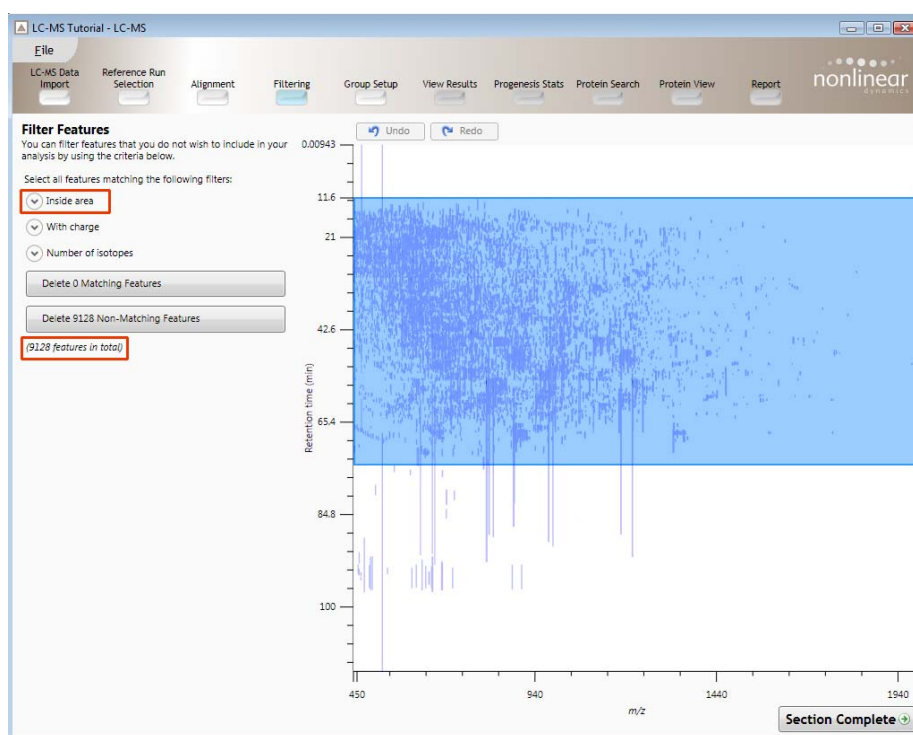 LC-MS Tutorial - LC-MS
File
LC-MS Data Import
Reference Run Selection
Alignment
Filtering
Group Setup
View Results
Progenesis Stats
Protein Search
Protein View
Report
nonlinear
dynamics
Filter Features
You can filter features that you do not wish to include in your
analysis by using the criteria below.
Select all features matching the following filters:
Inside area
With charge
Number of isotopes
Delete 0 Matching Features
Delete 9128 Non-Matching Features
(9128 features in total)
Undo
Redo
0.00943
11.6
21
42.6
65.4
84.8
100
Retention time (min)
450
940
1440
1940
m/z
Section Complete